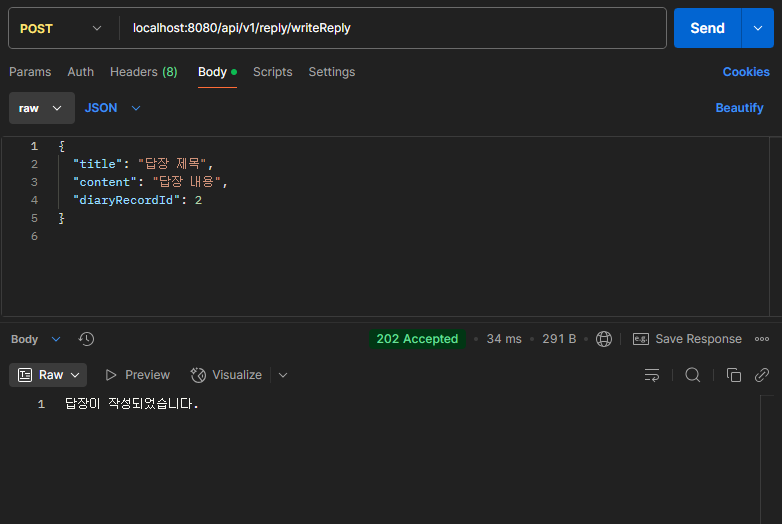 POST localhost:8080/api/v1/reply/writeReply Send
Params Auth Headers (8) Body Scripts Settings Cookies
raw JSON Beautify
1 {
2 "title": "답장 제목",
3 "content": "답장 내용",
4 "diaryRecordId": 2
5 }
6
Body 202 Accepted 34 ms 291 B e.g. Save Response
Raw Preview Visualize
1 답장이 작성되었습니다.